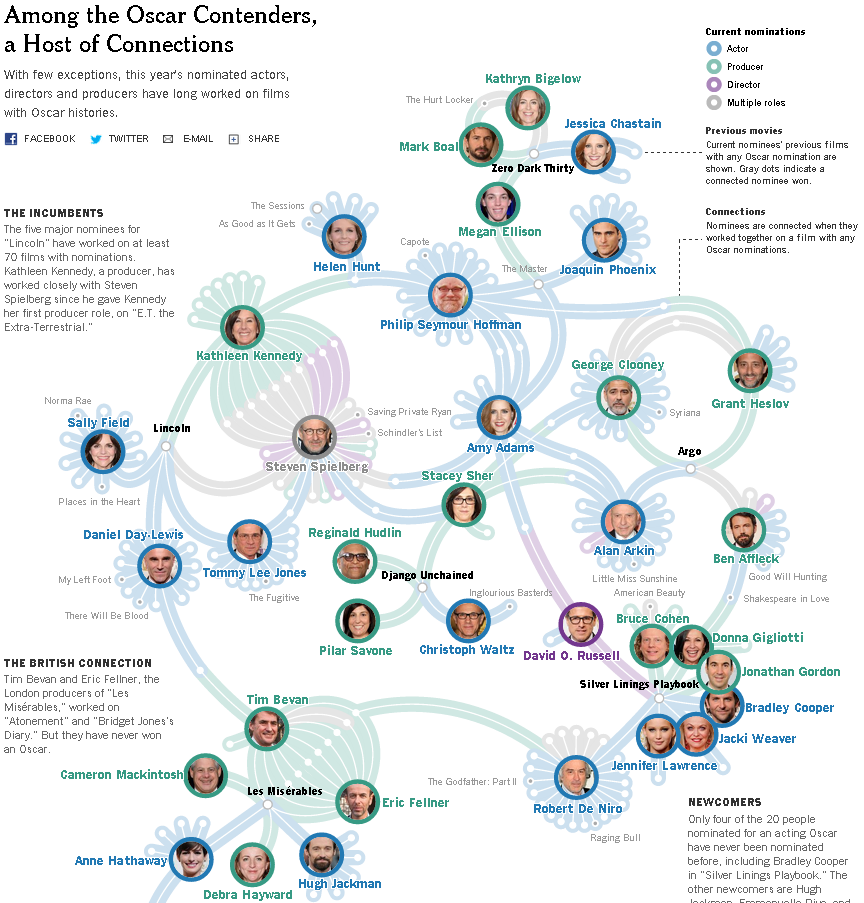 Among the Oscar Contenders,
a Host of Connections
With few exceptions, this year's nominated actors,
directors and producers have long worked on films
with Oscar histories.
FACEBOOK TWITTER E-MAIL SHARE
Current nominations
Actor
Producer
Director
Multiple roles
Previous movies
Current nominees' previous films
with any Oscar nomination are
shown. Gray dots indicate a
connected nominee won.
Connections
Nominees are connected when they
worked together on a film with any
Oscar nominations.
Kathryn Bigelow
The Hurt Locker
Jessica Chastain
Mark Boal
Zero Dark Thirty
Megan Ellison
THE INCUMBENTS
The five major nominees for
"Lincoln" have worked on at least
70 films with nominations.
Kathleen Kennedy, a producer, has
worked closely with Steven
Spielberg since he gave Kennedy
her first producer role, on "E.T. the
Extra-Terrestrial."
The Sessions
As Good as It Gets
Helen Hunt
Capote
The Master
Joaquin Phoenix
Philip Seymour Hoffman
Kathleen Kennedy
George Clooney
Grant Heslov
Norma Rae
Sally Field
Lincoln
Saving Private Ryan
Schindler's List
Syriana
Amy Adams
Argo
Steven Spielberg
Stacey Sher
Places in the Heart
Daniel Day-Lewis
Reginald Hudlin
Tommy Lee Jones
Alan Arkin
Ben Affleck
My Left Foot
Django Unchained
Little Miss Sunshine
Good Will Hunting
The Fugitive
Inglourious Basterds
American Beauty
Shakespeare in Love
There Will Be Blood
Pilar Savone
Christoph Waltz
David O. Russell
Bruce Cohen
Donna Gigliotti
Jonathan Gordon
Silver Linings Playbook
Bradley Cooper
Jacki Weaver
Jennifer Lawrence
THE BRITISH CONNECTION
Tim Bevan and Eric Fellner, the
London producers of "Les
Misérables," worked on
"Atonement" and "Bridget Jones's
Diary." But they have never won
an Oscar.
Tim Bevan
Cameron Mackintosh
Les Misérables
Eric Fellner
The Godfather: Part II
Robert De Niro
Raging Bull
Anne Hathaway
Debra Hayward
Hugh Jackman
NEWCOMERS
Only four of the 20 people
nominated for an acting Oscar
have never been nominated
before, including Bradley Cooper
in "Silver Linings Playbook." The
other newcomers are Hugh
Jackman, Emmanuelle Riva, and